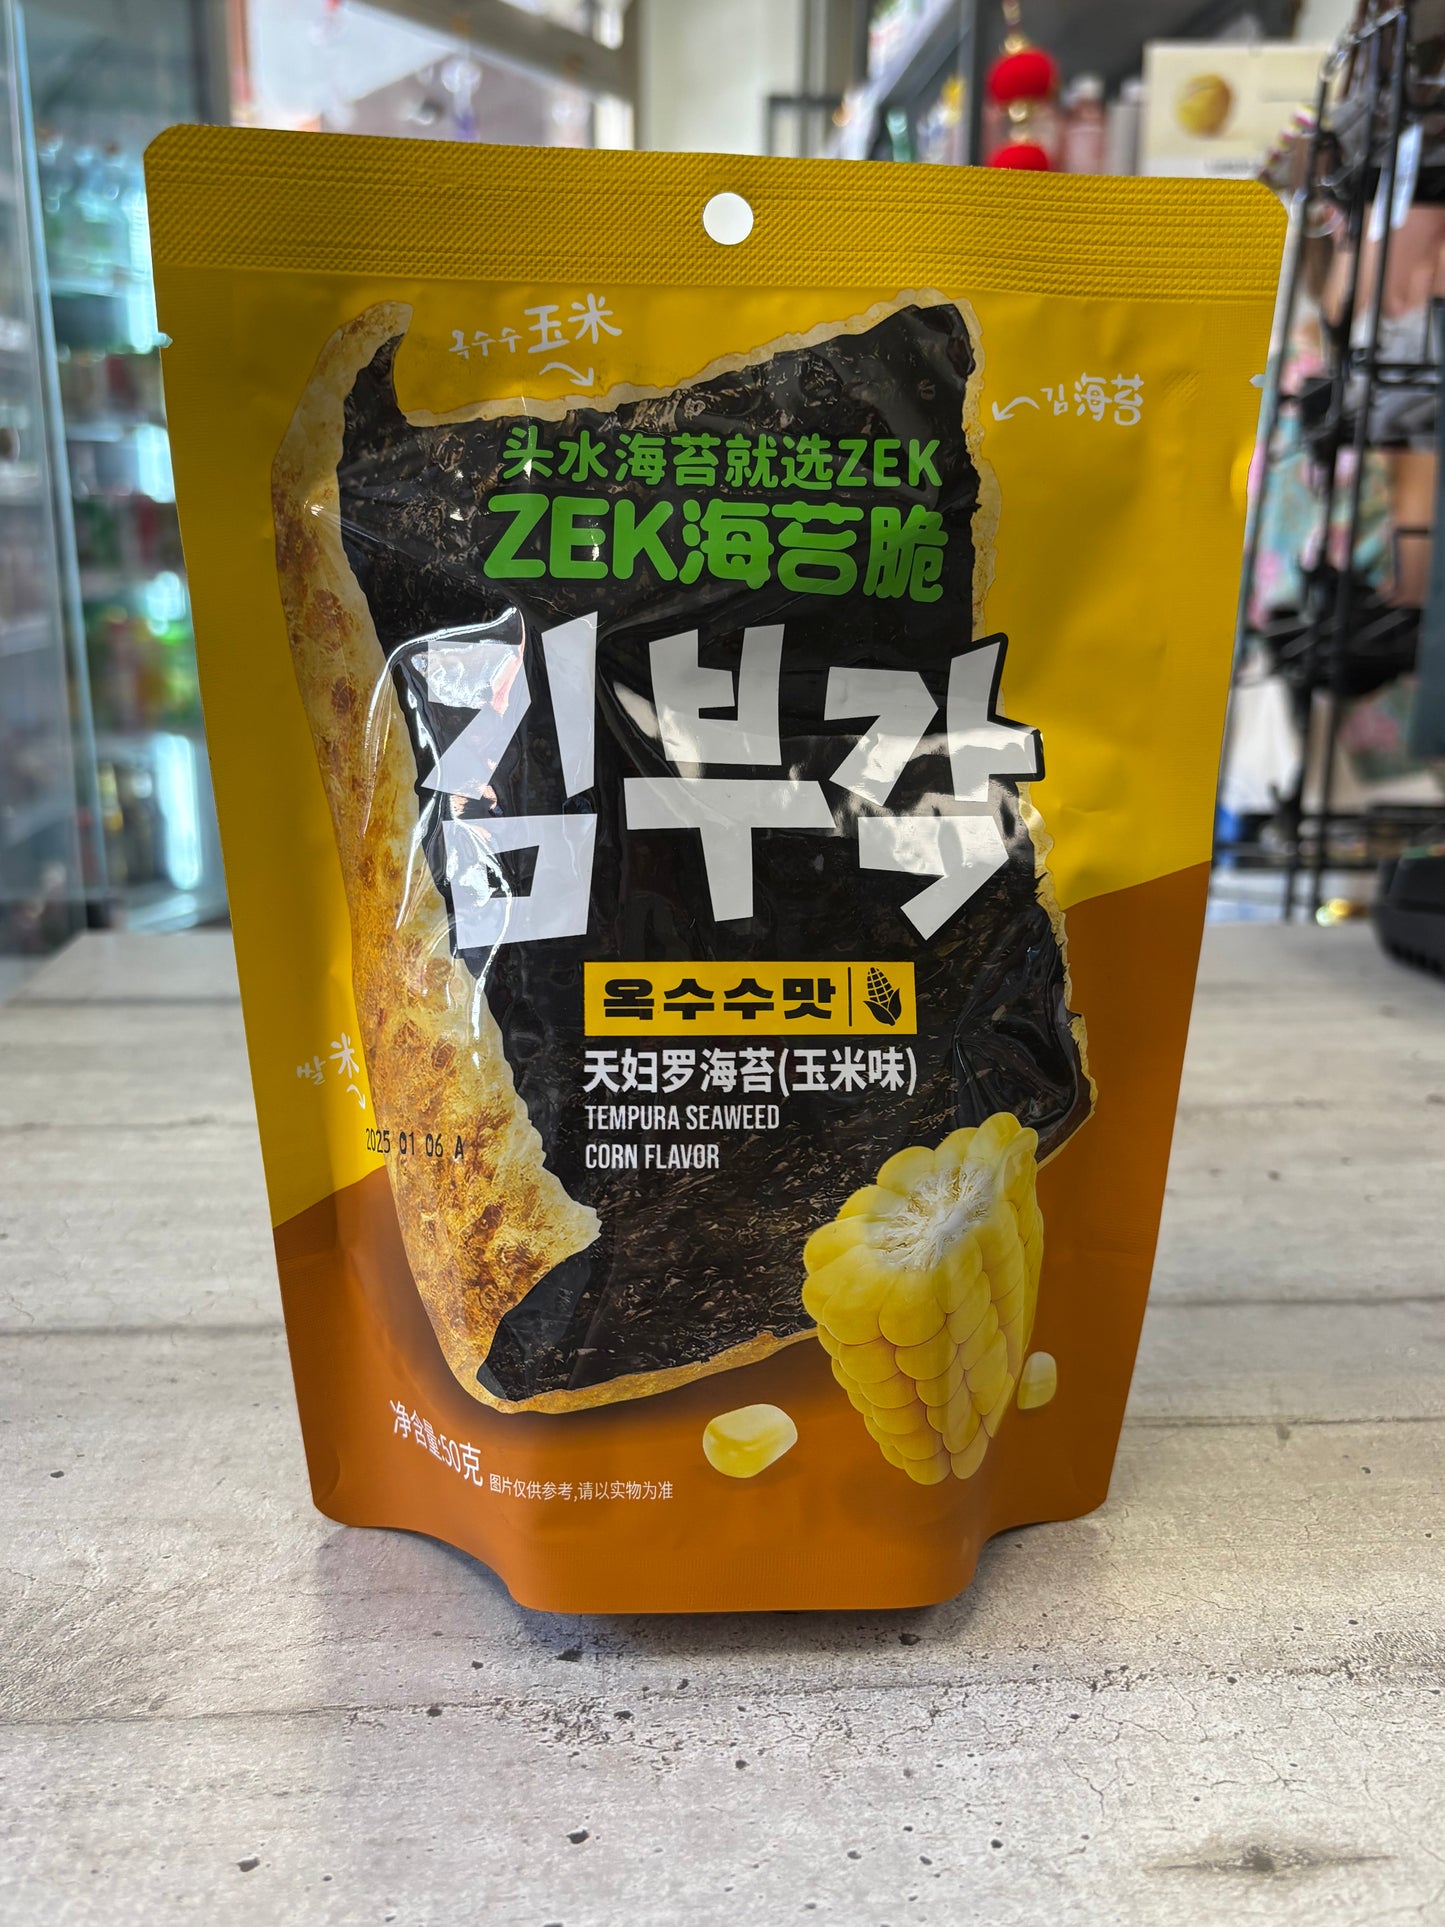 옥수수玉米
김海苔
头水海苔就选ZEK
ZEK海苔脆
김부각
옥수수맛
天妇罗海苔(玉米味)
TEMPURA SEAWEED
CORN FLAVOR
쌀米
2025 01 06 A
净含量:50克
图片仅供参考,请以实物为准